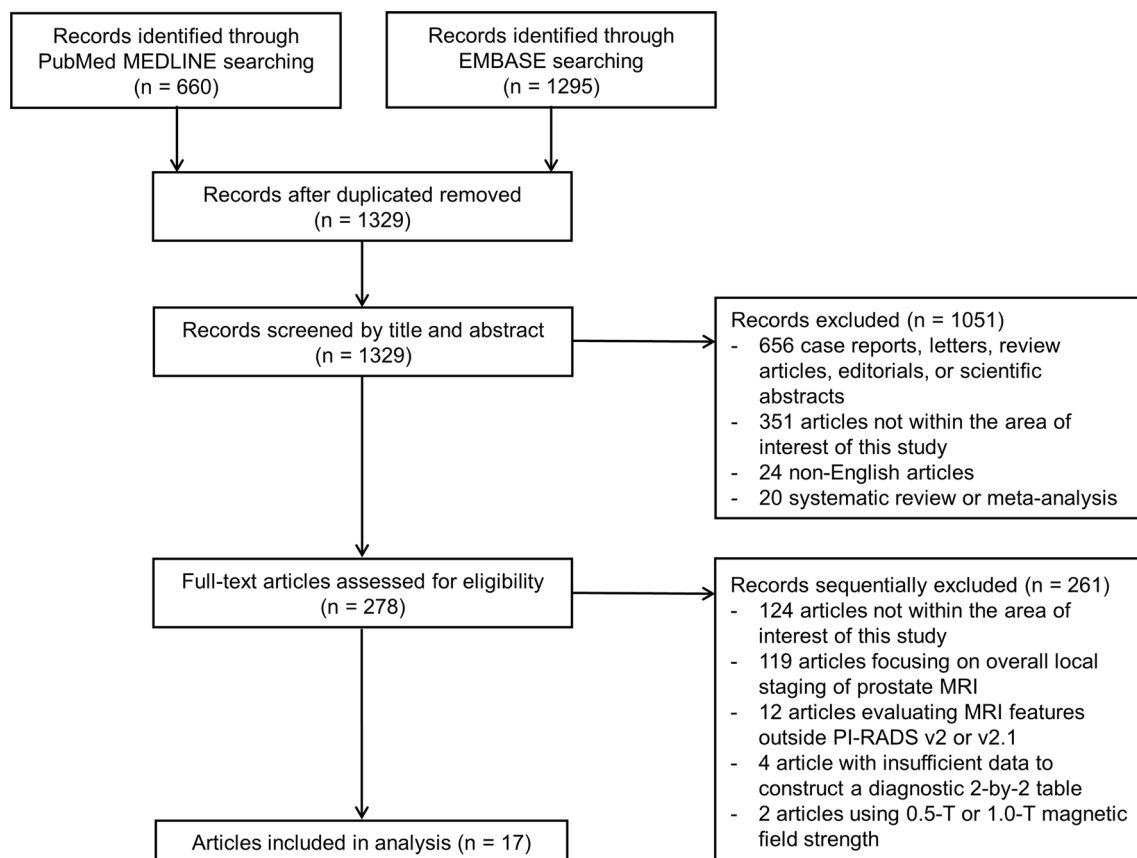 Records identified through
PubMed MEDLINE searching
(n = 660)
Records identified through
EMBASE searching
(n = 1295)
Records after duplicated removed
(n = 1329)
Records screened by title and abstract
(n = 1329)
Records excluded (n = 1051)
- 656 case reports, letters, review
articles, editorials, or scientific
abstracts
- 351 articles not within the area of
interest of this study
- 24 non-English articles
- 20 systematic review or meta-analysis
Full-text articles assessed for eligibility
(n = 278)
Records sequentially excluded (n = 261)
- 124 articles not within the area of
interest of this study
- 119 articles focusing on overall local
staging of prostate MRI
- 12 articles evaluating MRI features
outside PI-RADS v2 or v2.1
- 4 article with insufficient data to
construct a diagnostic 2-by-2 table
- 2 articles using 0.5-T or 1.0-T magnetic
field strength
Articles included in analysis (n = 17)